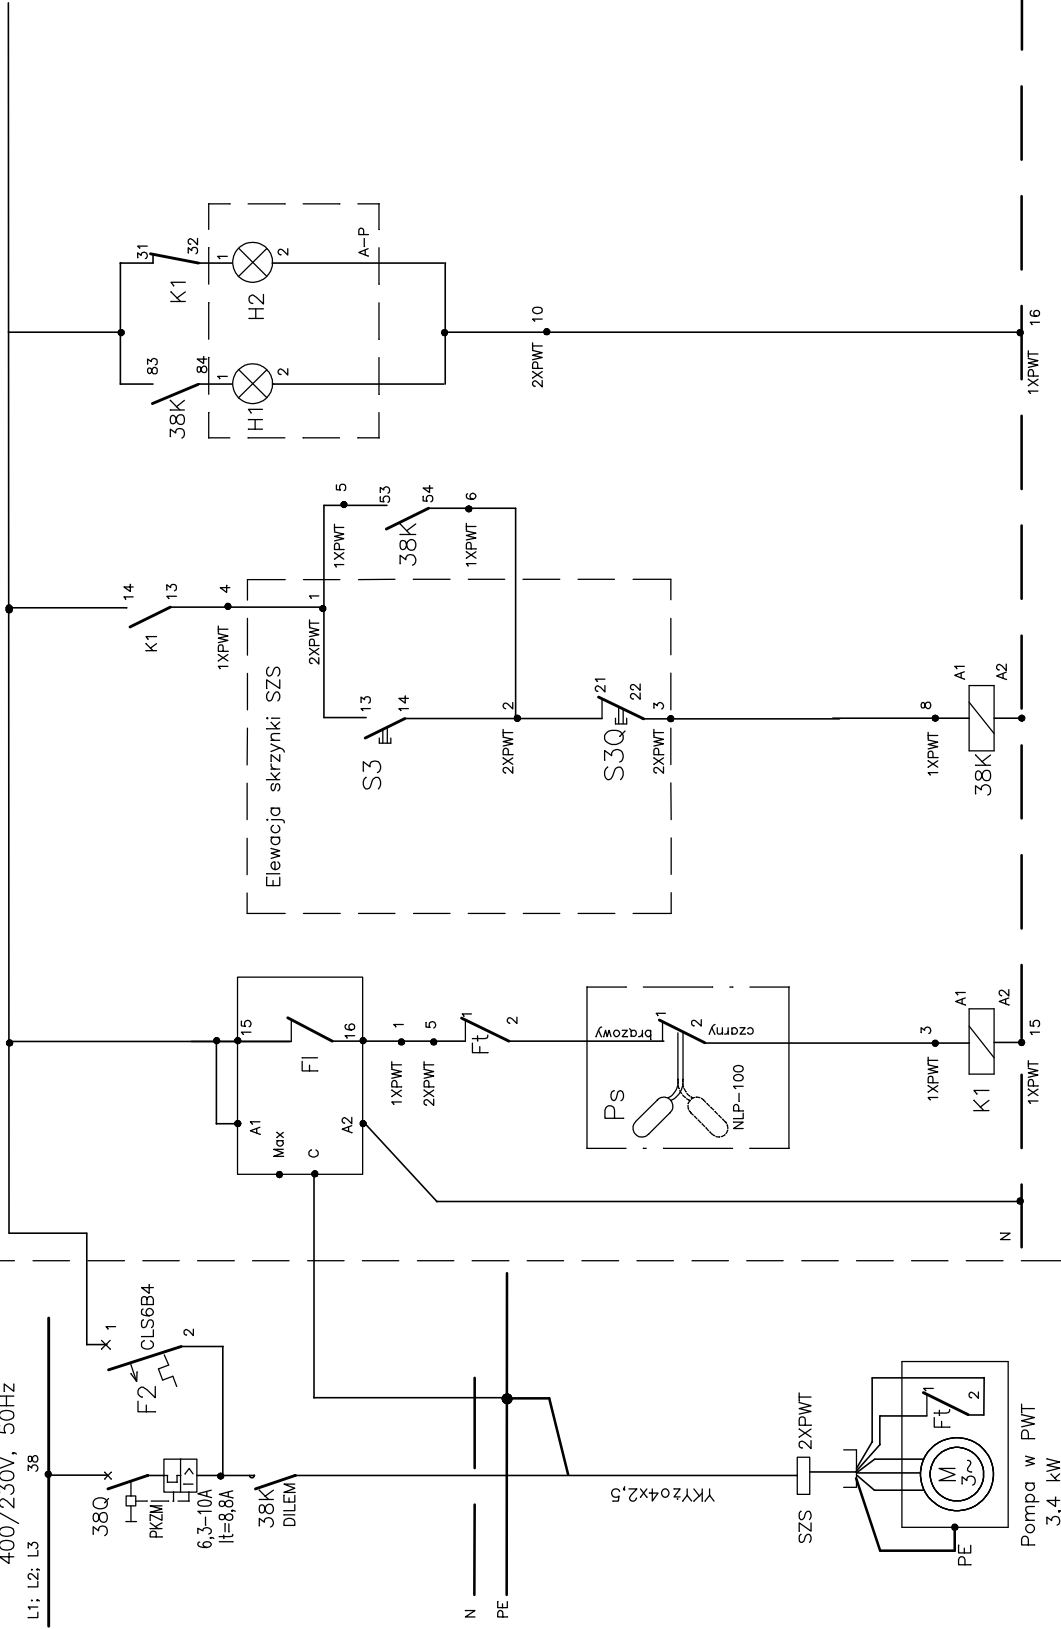 400/230V, 50Hz
L1; L2; L3
38
38Q
PKZM
6,3-10A
It=8,8A
I >
38K
DILEM
F2
CLS6B4
1
2
N
PE
YKYżo4x2,5
SZS
2XPWT
Ft
1
2
M
3~
PE
Pompa w PWT
3,4 kW
A1
15
Max
C
FI
A2
16
1XPWT
1
2XPWT
5
Ft
1
2
Ps
brązowy
1
2
czarny
NLP-100
1XPWT
3
K1
A1
A2
1XPWT
15
N
K1
14
13
1XPWT
4
Elewacja skrzynki SZS
2XPWT
1
S3
13
14
1XPWT
5
38K
53
54
1XPWT
6
2XPWT
2
S3Q
21
22
2XPWT
3
1XPWT
8
38K
A1
A2
38K
83
84
K1
31
32
H1
1
2
H2
1
2
A-P
2XPWT
10
1XPWT
16